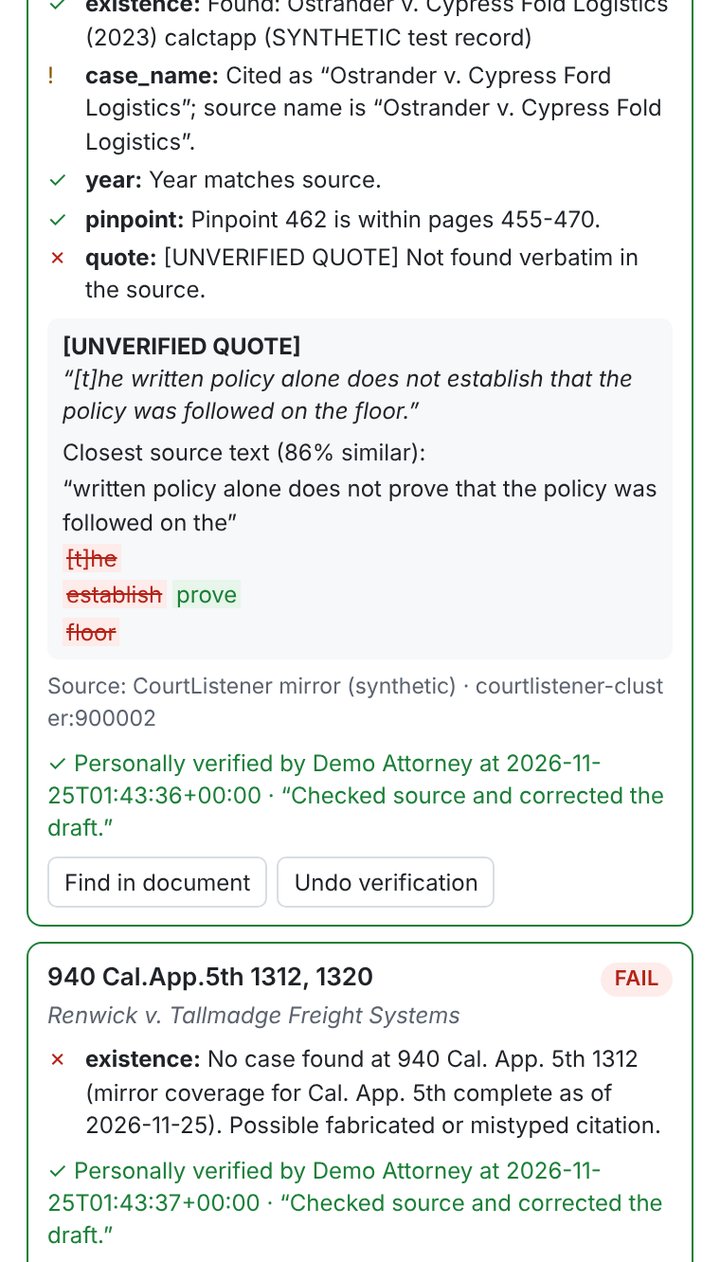 ✓ existence: Found: Ostrander v. Cypress Fold Logistics
(2023) calctapp (SYNTHETIC test record)
! case_name: Cited as “Ostrander v. Cypress Ford
Logistics”; source name is “Ostrander v. Cypress Fold
Logistics”.
✓ year: Year matches source.
✓ pinpoint: Pinpoint 462 is within pages 455-470.
× quote: [UNVERIFIED QUOTE] Not found verbatim in
the source.
[UNVERIFIED QUOTE]
“[t]he written policy alone does not establish that the
policy was followed on the floor.”
Closest source text (86% similar):
“written policy alone does not prove that the policy was
followed on the”
[t]he
establish prove
floor
Source: CourtListener mirror (synthetic) · courtlistener-clust
er:900002
✓ Personally verified by Demo Attorney at 2026-11-
25T01:43:36+00:00 · “Checked source and corrected the
draft.”
Find in document Undo verification
940 Cal.App.5th 1312, 1320 FAIL
Renwick v. Tallmadge Freight Systems
× existence: No case found at 940 Cal. App. 5th 1312
(mirror coverage for Cal. App. 5th complete as of
2026-11-25). Possible fabricated or mistyped citation.
✓ Personally verified by Demo Attorney at 2026-11-
25T01:43:37+00:00 · “Checked source and corrected the
draft.”